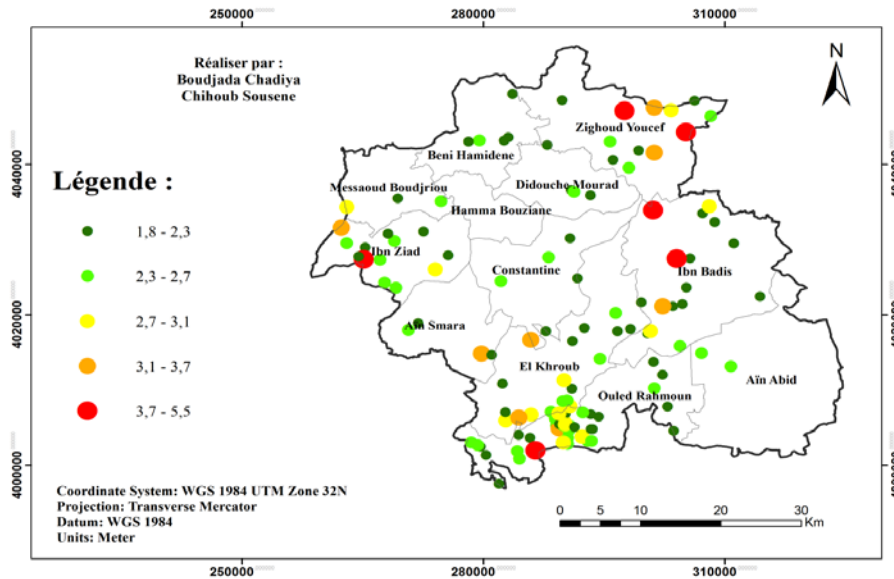 250000 280000 310000
Réaliser par :
Boudjada Chadiya
Chihoub Sousene
N
Zighoud Youcef
Beni Hamidene
4040000
Légende :
Messaoud Boudjriou
Didouche Mourad
Hamma Bouziane
1,8 - 2,3
Ibn Ziad
2,3 - 2,7
Constantine
Ibn Badis
2,7 - 3,1
4020000
Aïn Smara
3,1 - 3,7
El Khroub
Aïn Abid
Ouled Rahmoun
3,7 - 5,5
4000000
Coordinate System: WGS 1984 UTM Zone 32N
Projection: Transverse Mercator
Datum: WGS 1984
Units: Meter
0 5 10 20 30
Km
250000 280000 310000